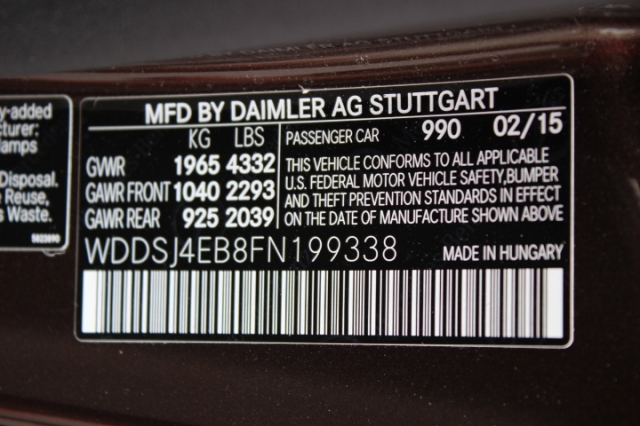 y-added
cturer:
lamps
Disposal.
e Reuse,
s Waste.
5823890
MFD BY DAIMLER AG STUTTGART
KG LBS
GVWR 1965 4332
GAWR FRONT 1040 2293
GAWR REAR 925 2039
PASSENGER CAR 990 02/15
THIS VEHICLE CONFORMS TO ALL APPLICABLE
U.S. FEDERAL MOTOR VEHICLE SAFETY,BUMPER
AND THEFT PREVENTION STANDARDS IN EFFECT
ON THE DATE OF MANUFACTURE SHOWN ABOVE
WDDSJ4EB8FN199338 MADE IN HUNGARY